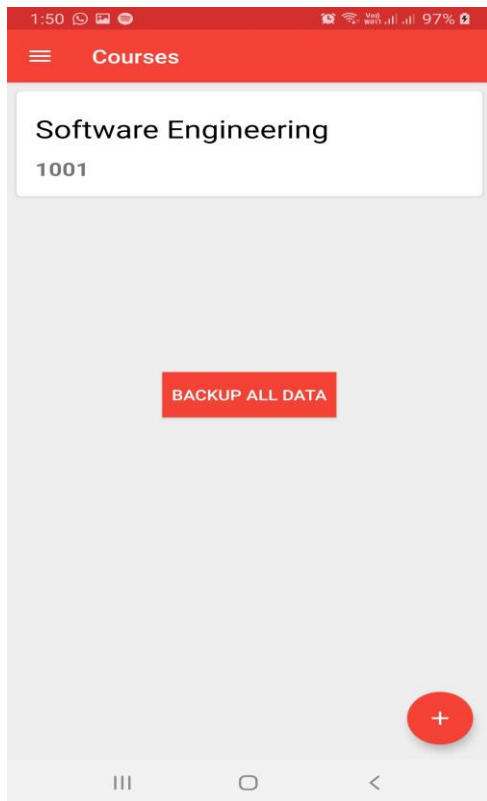 1:50 97%
Courses
Software Engineering
1001
BACKUP ALL DATA
+